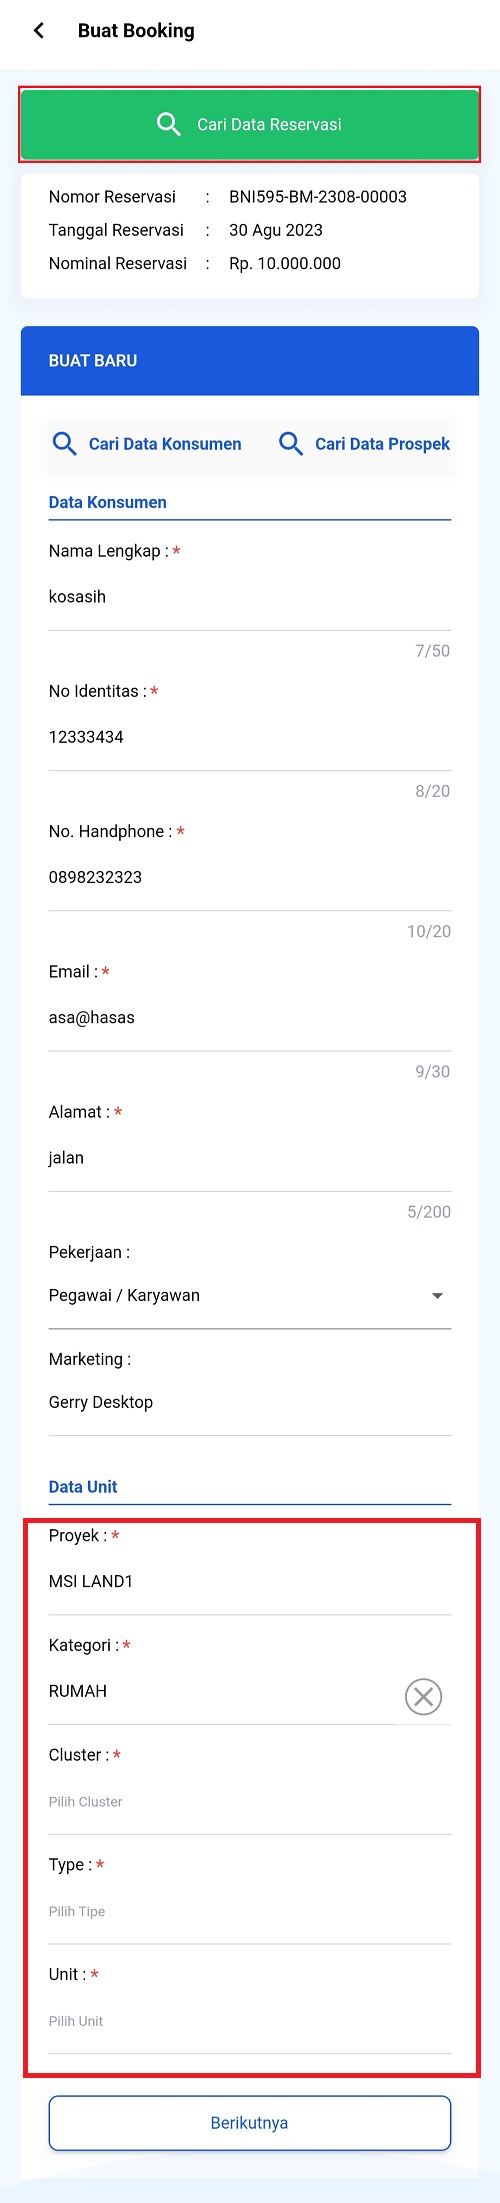 Buat Booking
Cari Data Reservasi
Nomor Reservasi : BNI595-BM-2308-00003
Tanggal Reservasi : 30 Agu 2023
Nominal Reservasi : Rp. 10.000.000
BUAT BARU
Cari Data Konsumen Cari Data Prospek
Data Konsumen
Nama Lengkap : *
kosasih
7/50
No Identitas : *
12333434
8/20
No. Handphone : *
0898232323
10/20
Email : *
asa@hasas
9/30
Alamat : *
jalan
5/200
Pekerjaan :
Pegawai / Karyawan
Marketing :
Gerry Desktop
Data Unit
Proyek : *
MSI LAND1
Kategori : *
RUMAH
Cluster : *
Pilih Cluster
Type : *
Pilih Tipe
Unit : *
Pilih Unit
Berikutnya